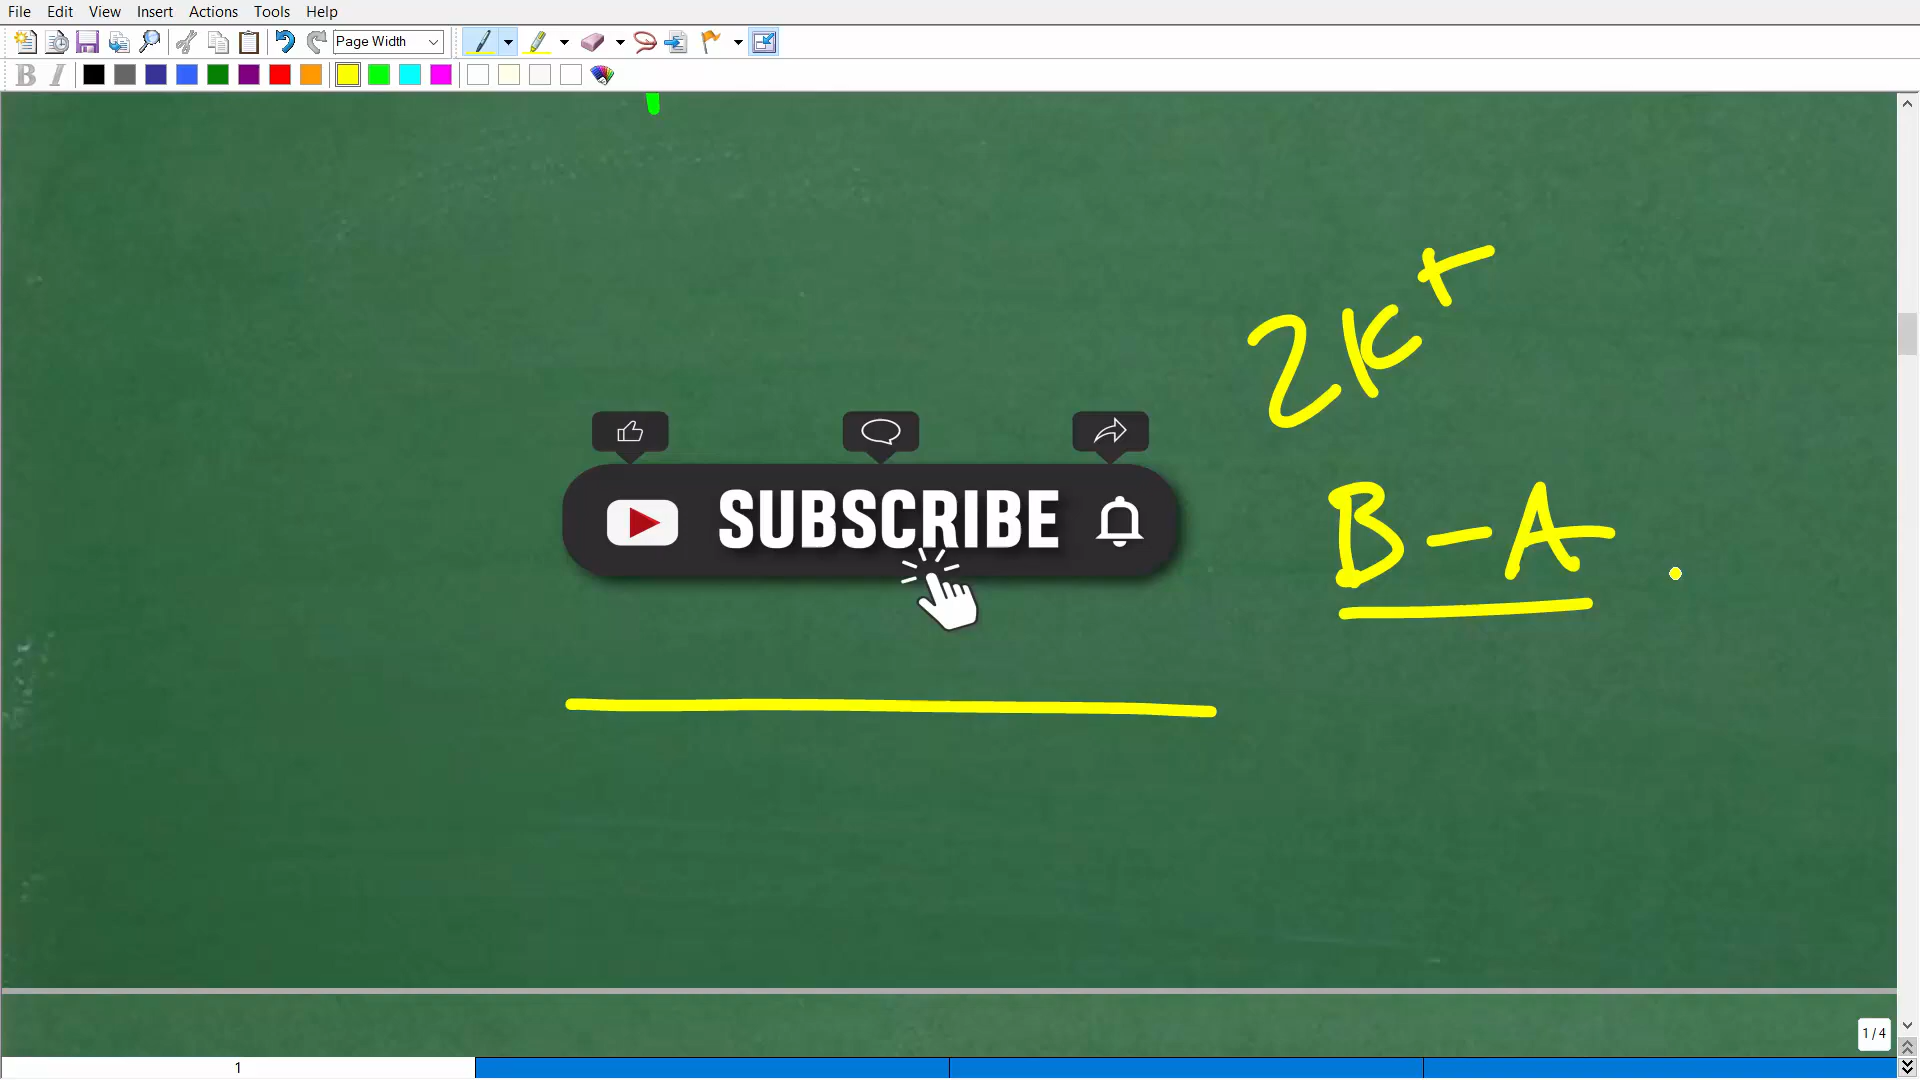 File Edit View Insert Actions Tools Help
Page Width
B I
2K+
SUBSCRIBE
B-A
1 / 4
1